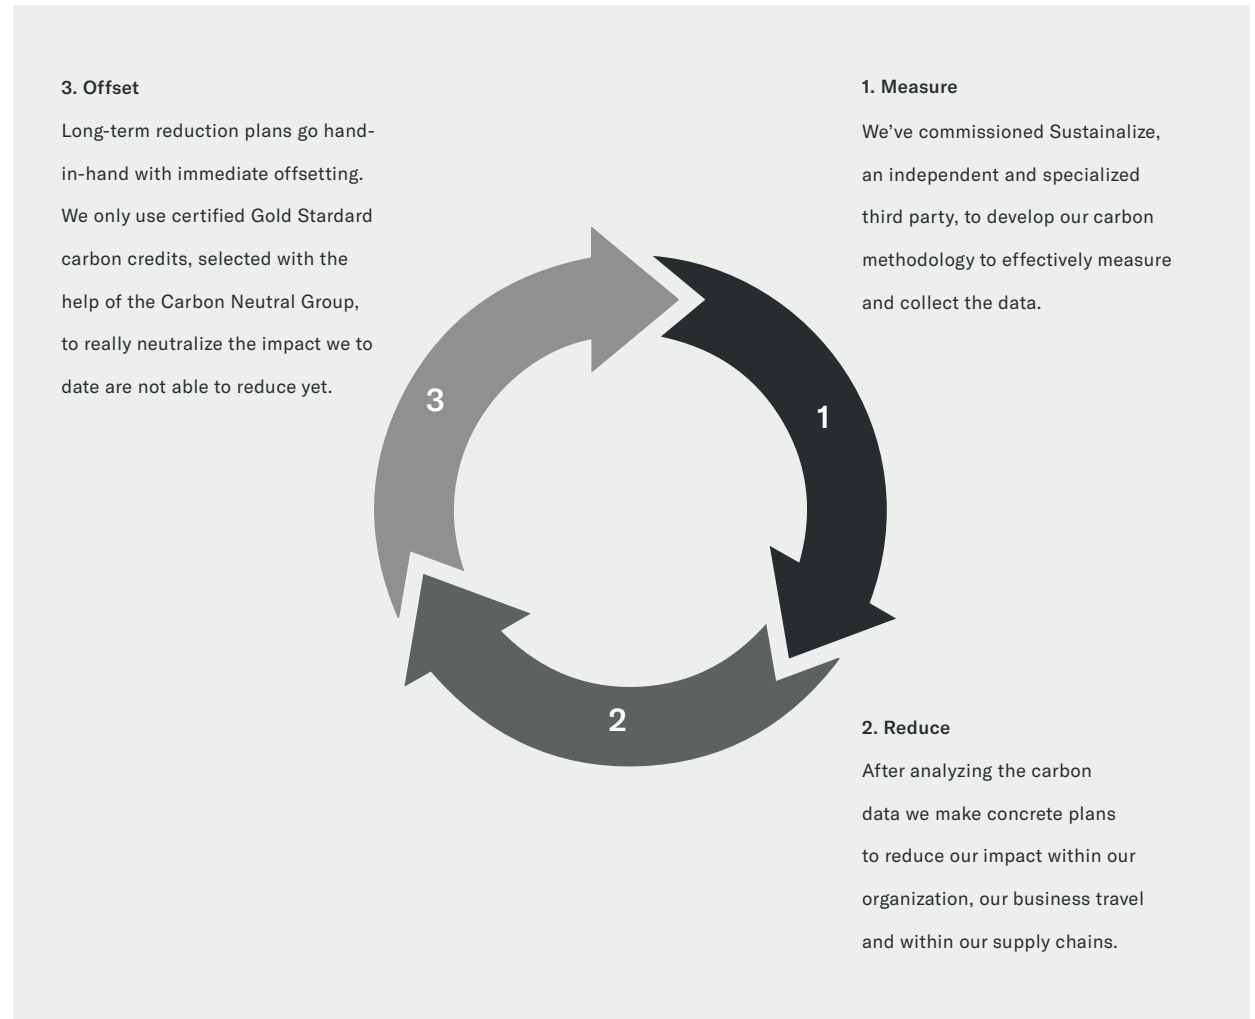 3. Offset
Long-term reduction plans go hand-
in-hand with immediate offsetting.
We only use certified Gold Stardard
carbon credits, selected with the
help of the Carbon Neutral Group,
to really neutralize the impact we to
date are not able to reduce yet.
1. Measure
We’ve commissioned Sustainalize,
an independent and specialized
third party, to develop our carbon
methodology to effectively measure
and collect the data.
3
1
2
2. Reduce
After analyzing the carbon
data we make concrete plans
to reduce our impact within our
organization, our business travel
and within our supply chains.